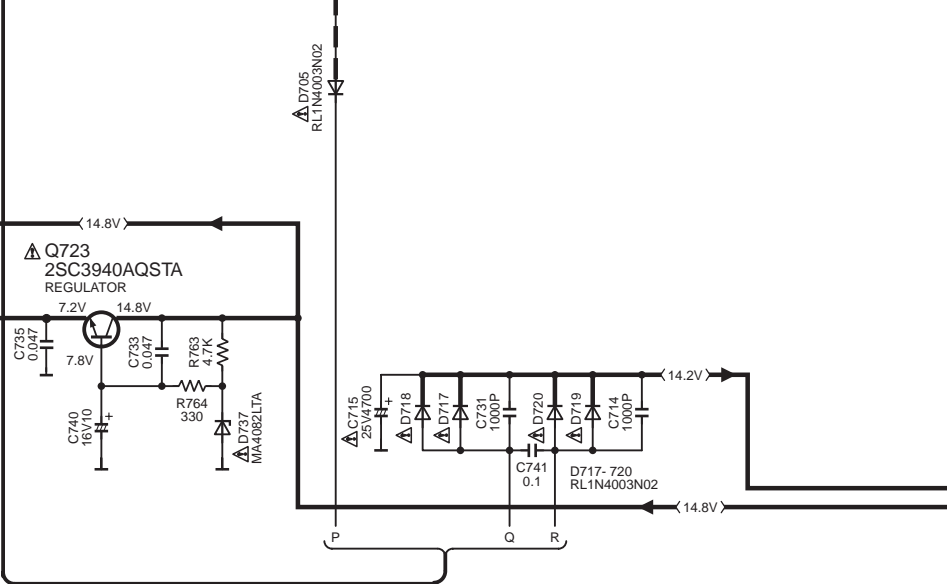 D705
RL1N4003N02
14.8V
Q723
2SC3940AQSTA
REGULATOR
7.2V
14.8V
C735
0.047
7.8V
C733
0.047
R763
4.7K
R764
330
C740
16V10
+
D737
MA4082LTA
C715
25V4700
+
D718
D717
C731
1000P
D720
D719
C714
1000P
14.2V
C741
0.1
D717-720
RL1N4003N02
14.8V
P
Q
R